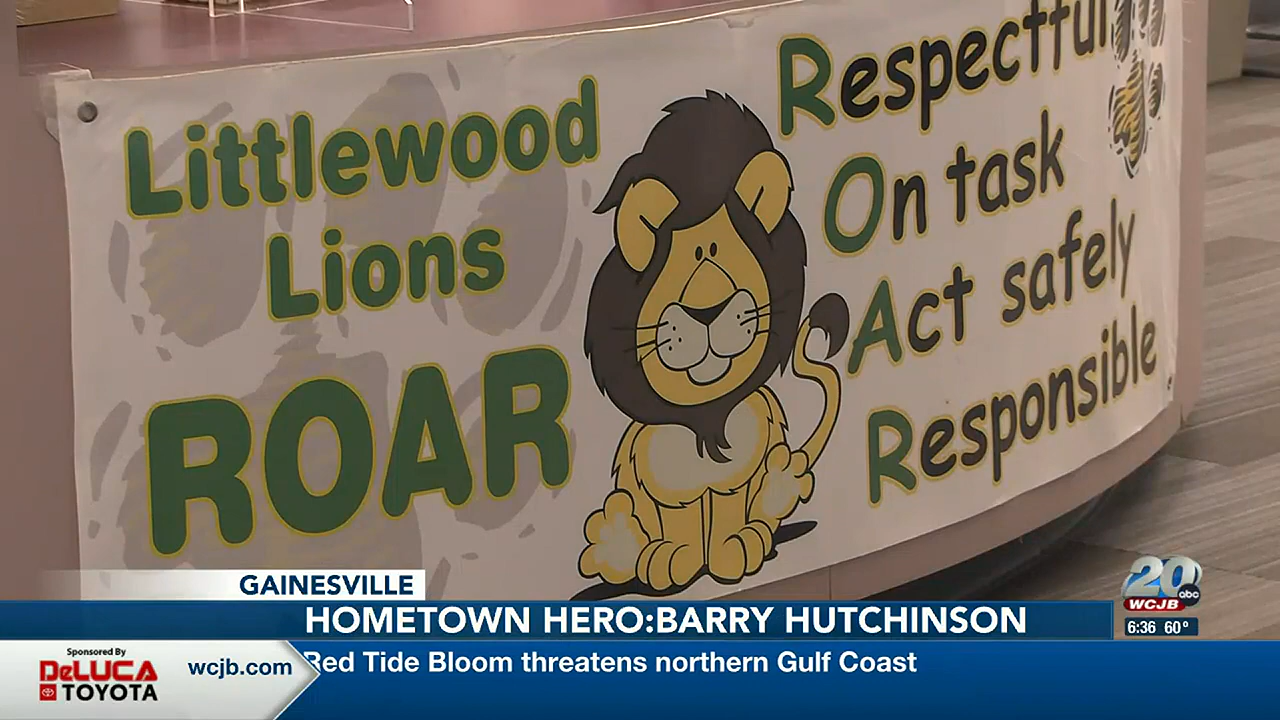 Littlewood
Lions
ROAR
Respectful
On task
Act safely
Responsible
GAINESVILLE
HOMETOWN HERO:BARRY HUTCHINSON
20
abc
WCJB
6:36 60°
Sponsored By
DeLUCA
TOYOTA
wcjb.com
Red Tide Bloom threatens northern Gulf Coast